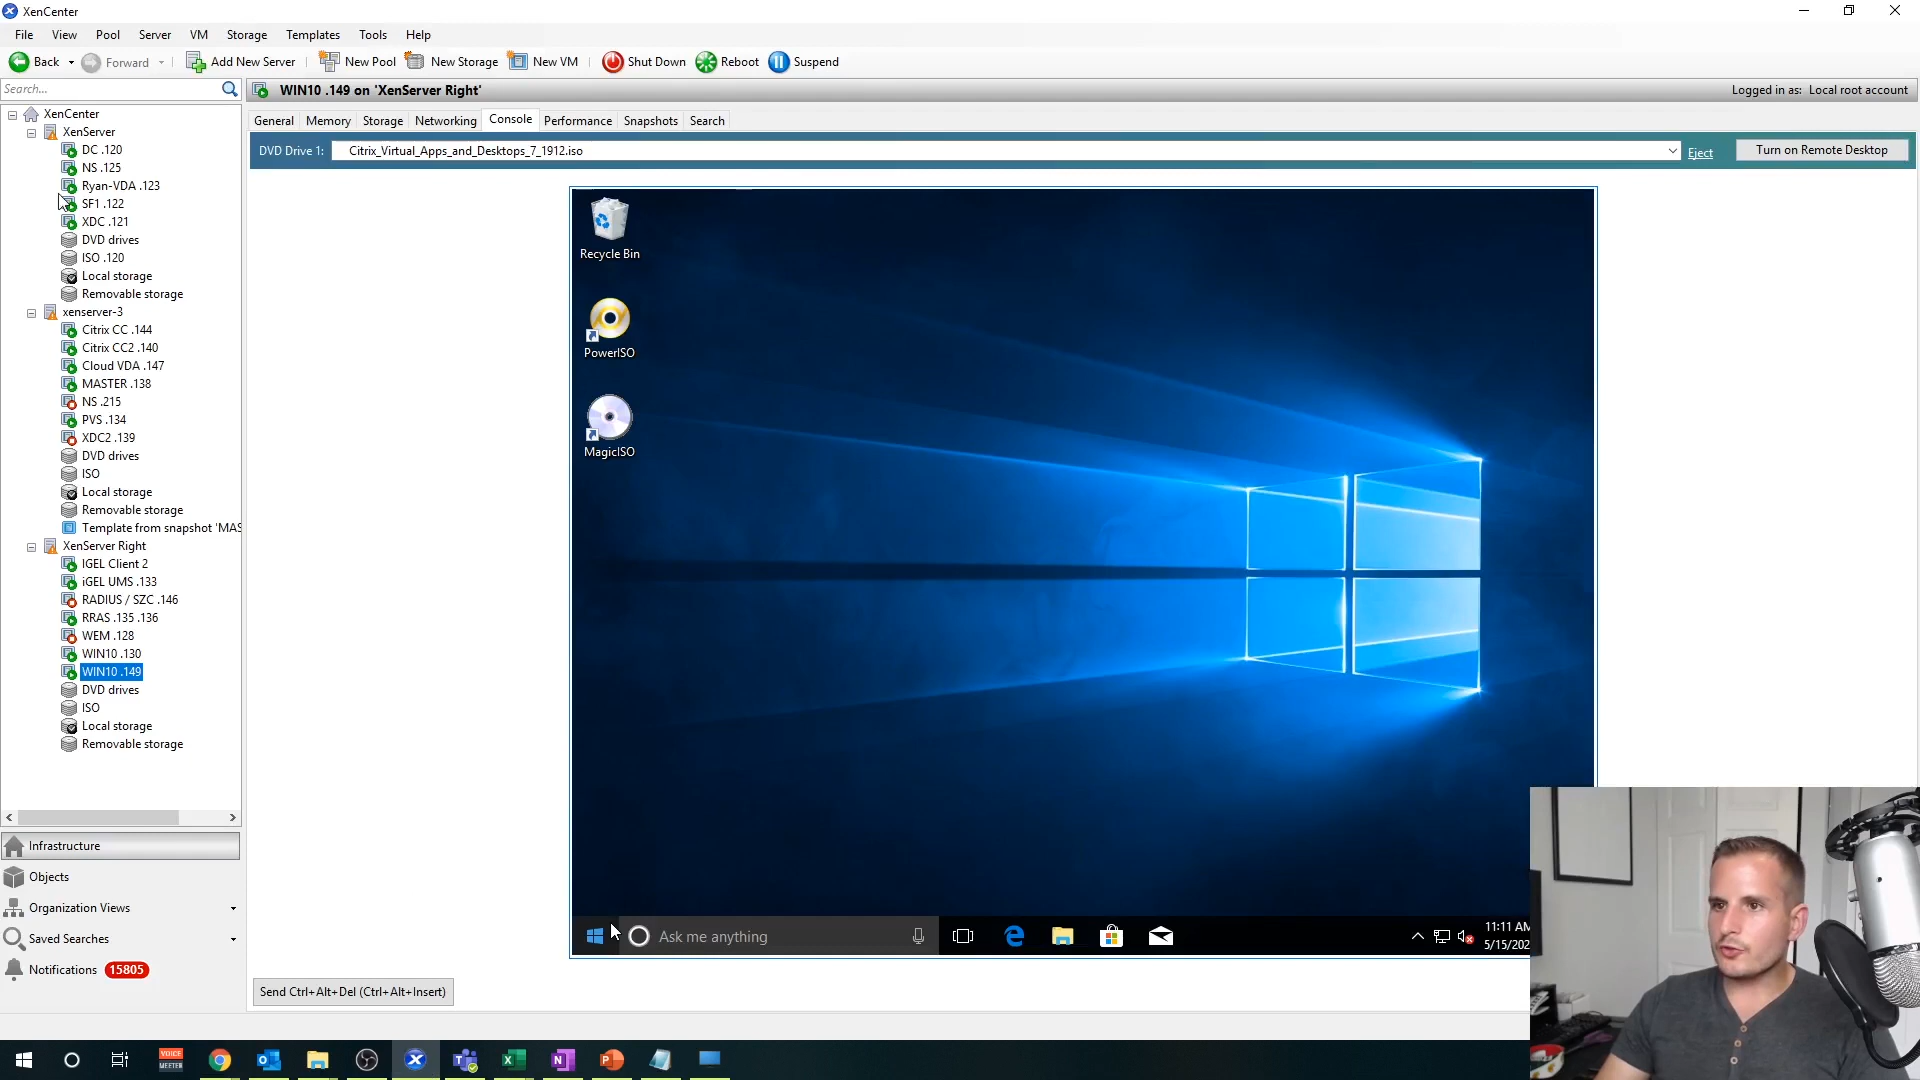 XenCenter
File View Pool Server VM Storage Templates Tools Help
Back Forward Add New Server New Pool New Storage New VM Shut Down Reboot Suspend
Search...
WIN10 .149 on 'XenServer Right'
Logged in as: Local root account
General Memory Storage Networking Console Performance Snapshots Search
DVD Drive 1: Citrix_Virtual_Apps_and_Desktops_7_1912.iso Eject Turn on Remote Desktop
XenCenter
XenServer
DC .120
NS .125
Ryan-VDA .123
SF1 .122
XDC .121
DVD drives
ISO .120
Local storage
Removable storage
xenserver-3
Citrix CC .144
Citrix CC2 .140
Cloud VDA .147
MASTER .138
NS .215
PVS .134
XDC2 .139
DVD drives
ISO
Local storage
Removable storage
Template from snapshot 'MAS
XenServer Right
IGEL Client 2
iGEL UMS .133
RADIUS / SZC .146
RRAS .135 .136
WEM .128
WIN10 .130
WIN10 .149
DVD drives
ISO
Local storage
Removable storage
Infrastructure
Objects
Organization Views
Saved Searches
Notifications 15805
Recycle Bin
PowerISO
MagicISO
Ask me anything
11:11 AM
5/15/202
Send Ctrl+Alt+Del (Ctrl+Alt+Insert)
VOICE
MEETER